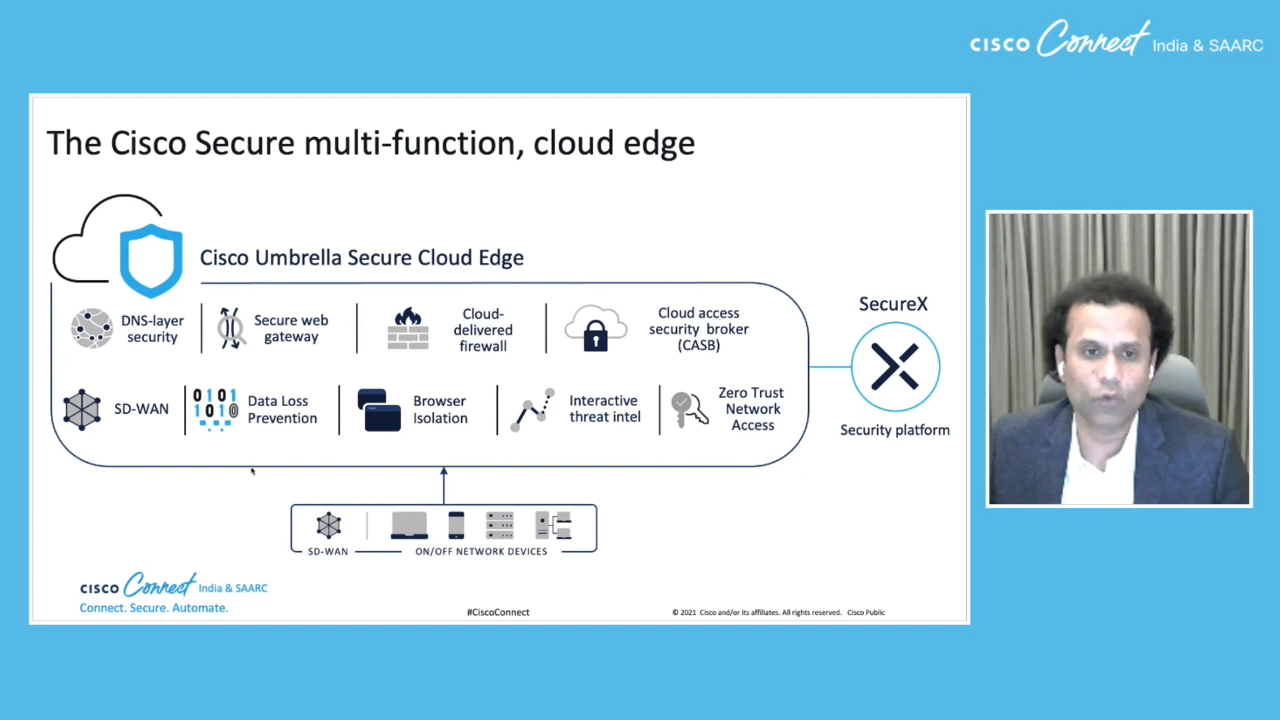 CISCO Connect India & SAARC
The Cisco Secure multi-function, cloud edge
Cisco Umbrella Secure Cloud Edge
DNS-layer
security
Secure web
gateway
Cloud-
delivered
firewall
Cloud access
security broker
(CASB)
SD-WAN
0101
1010
Data Loss
Prevention
Browser
Isolation
Interactive
threat intel
Zero Trust
Network
Access
SecureX
Security platform
SD-WAN
ON/OFF NETWORK DEVICES
CISCO Connect India & SAARC
Connect. Secure. Automate.
#CiscoConnect
© 2021 Cisco and/or its affiliates. All rights reserved. Cisco Public